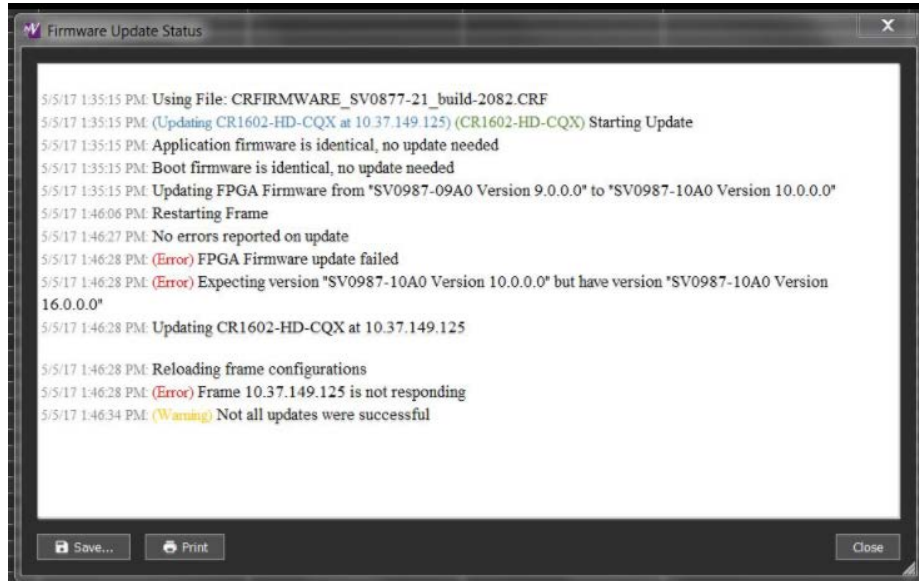 Firmware Update Status
X
5/5/17 1:35:15 PM: Using File: CRFIRMWARE_SV0877-21_build-2082.CRF
5/5/17 1:35:15 PM: (Updating CR1602-HD-CQX at 10.37.149.125) (CR1602-HD-CQX) Starting Update
5/5/17 1:35:15 PM: Application firmware is identical, no update needed
5/5/17 1:35:15 PM: Boot firmware is identical, no update needed
5/5/17 1:35:15 PM: Updating FPGA Firmware from "SV0987-09A0 Version 9.0.0.0" to "SV0987-10A0 Version 10.0.0.0"
5/5/17 1:46:06 PM: Restarting Frame
5/5/17 1:46:27 PM: No errors reported on update
5/5/17 1:46:28 PM: (Error) FPGA Firmware update failed
5/5/17 1:46:28 PM: (Error) Expecting version "SV0987-10A0 Version 10.0.0.0" but have version "SV0987-10A0 Version
16.0.0.0"
5/5/17 1:46:28 PM: Updating CR1602-HD-CQX at 10.37.149.125
5/5/17 1:46:28 PM: Reloading frame configurations
5/5/17 1:46:28 PM: (Error) Frame 10.37.149.125 is not responding
5/5/17 1:46:34 PM: (Warning) Not all updates were successful
Save... Print Close